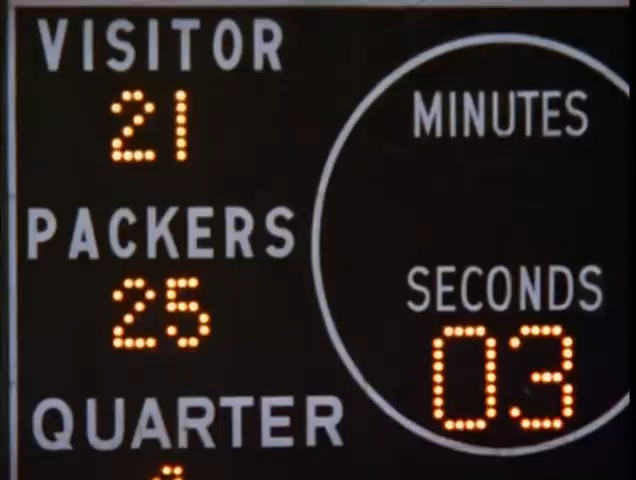 VISITOR
21
MINUTES
PACKERS
25
SECONDS
03
QUARTER